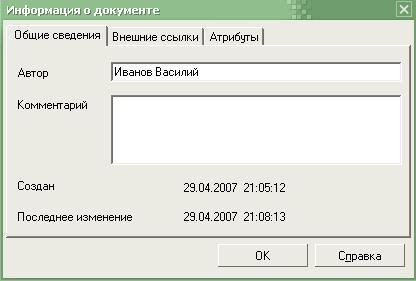 Информация о документе
Общие сведения Внешние ссылки Атрибуты
Автор Иванов Василий
Комментарий
Создан 29.04.2007 21:05:12
Последнее изменение 29.04.2007 21:08:13
OK Справка